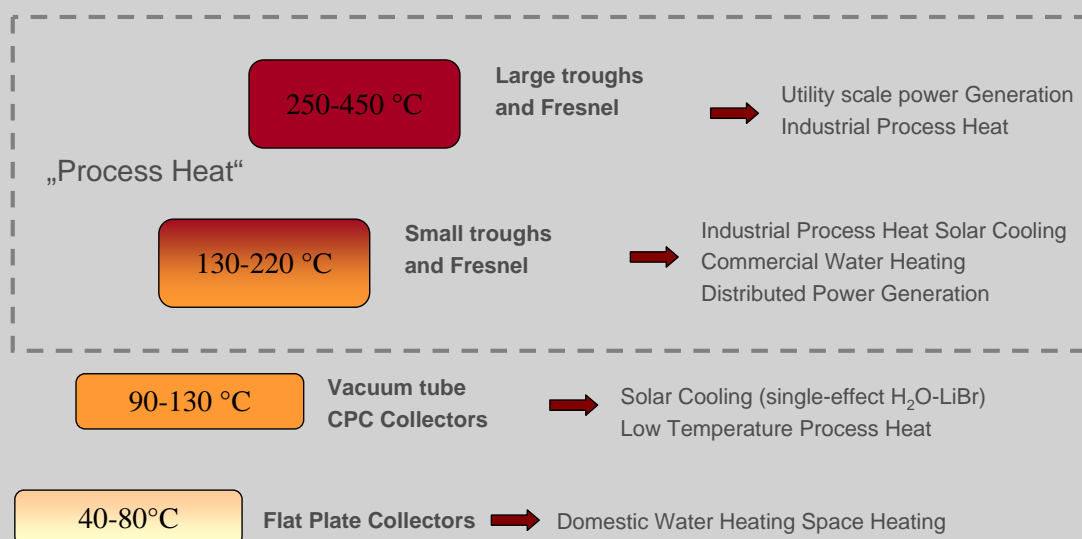 250-450 °C
Large troughs
and Fresnel
Utility scale power Generation
Industrial Process Heat
„Process Heat“
130-220 °C
Small troughs
and Fresnel
Industrial Process Heat Solar Cooling
Commercial Water Heating
Distributed Power Generation
90-130 °C
Vacuum tube
CPC Collectors
Solar Cooling (single-effect H₂O-LiBr)
Low Temperature Process Heat
40-80°C
Flat Plate Collectors
Domestic Water Heating Space Heating